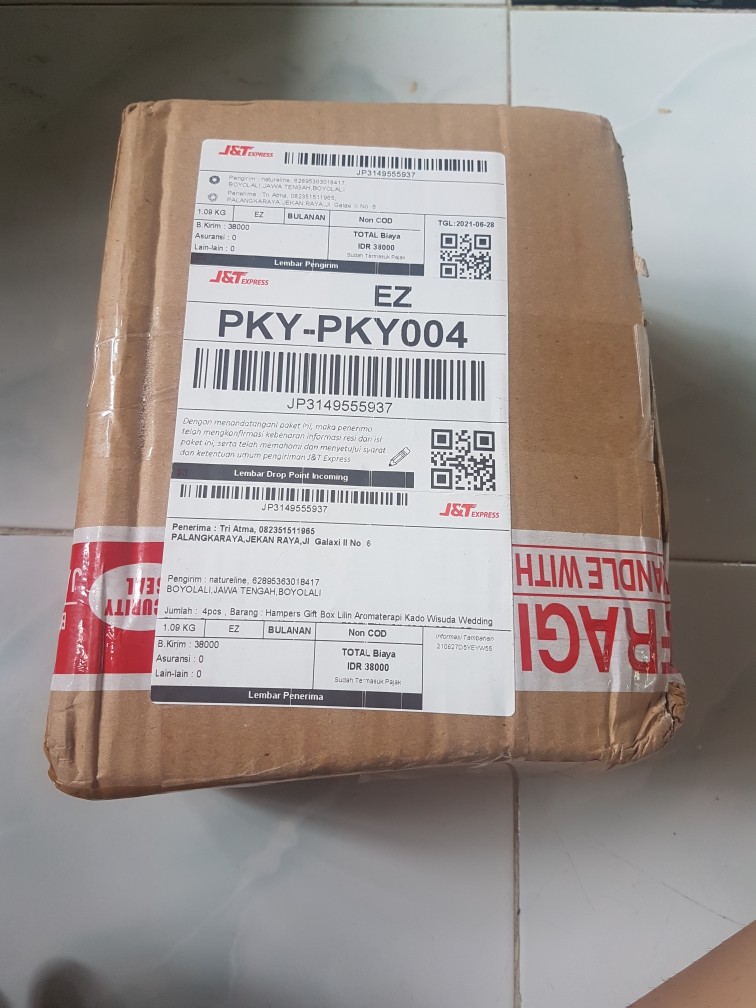 J&T EXPRESS
JP3149555937
Pengirim : natureline, 62895363018417
BOYOLALI,JAWA TENGAH,BOYOLALI
Penerima : Tri Atma, 082351511965,
PALANGKARAYA,JEKAN RAYA,Jl Galaxi II No 6
1.09 KG EZ BULANAN Non COD
TGL:2021-06-28
B.Kirim : 38000
Asuransi : 0
Lain-lain : 0
TOTAL Biaya
IDR 38000
Sudah Termasuk Pajak
Lembar Pengirim
J&T EXPRESS
EZ
PKY-PKY004
JP3149555937
Dengan menandatangani paket ini, maka penerima
telah mengkonfirmasi kebenaran informasi resi dan isi
paket ini, serta telah memahami dan menyetujui syarat
dan ketentuan umum pengiriman J&T Express
Lembar Drop Point Incoming
JP3149555937
J&T EXPRESS
Penerima : Tri Atma, 082351511965
PALANGKARAYA,JEKAN RAYA,Jl Galaxi II No 6
Pengirim : natureline, 62895363018417
BOYOLALI,JAWA TENGAH,BOYOLALI
Jumlah : 4pcs , Barang : Hampers Gift Box Lilin Aromaterapi Kado Wisuda Wedding
1.09 KG EZ BULANAN Non COD
Informasi Tambahan
210627D5YEYW55
B.Kirim : 38000
Asuransi : 0
Lain-lain : 0
TOTAL Biaya
IDR 38000
Sudah Termasuk Pajak
Lembar Penerima
FRAGI
HANDLE WITH
URITY
SEAL